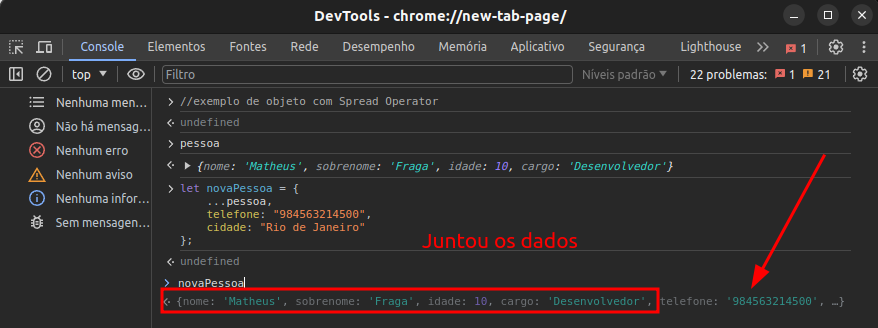 DevTools - chrome://new-tab-page/
Console Elementos Fontes Rede Desempenho Memória Aplicativo Segurança Lighthouse 1
top Filtro Níveis padrão 22 problemas: 1 21
Nenhuma men...
Não há mensag...
Nenhum erro
Nenhum aviso
Nenhuma infor...
Sem mensagen...
//exemplo de objeto com Spread Operator
undefined
pessoa
{nome: 'Matheus', sobrenome: 'Fraga', idade: 10, cargo: 'Desenvolvedor'}
let novaPessoa = {
...pessoa,
telefone: "984563214500",
cidade: "Rio de Janeiro"
};
Juntou os dados
undefined
novaPessoa
{nome: 'Matheus', sobrenome: 'Fraga', idade: 10, cargo: 'Desenvolvedor', telefone: '984563214500', …}